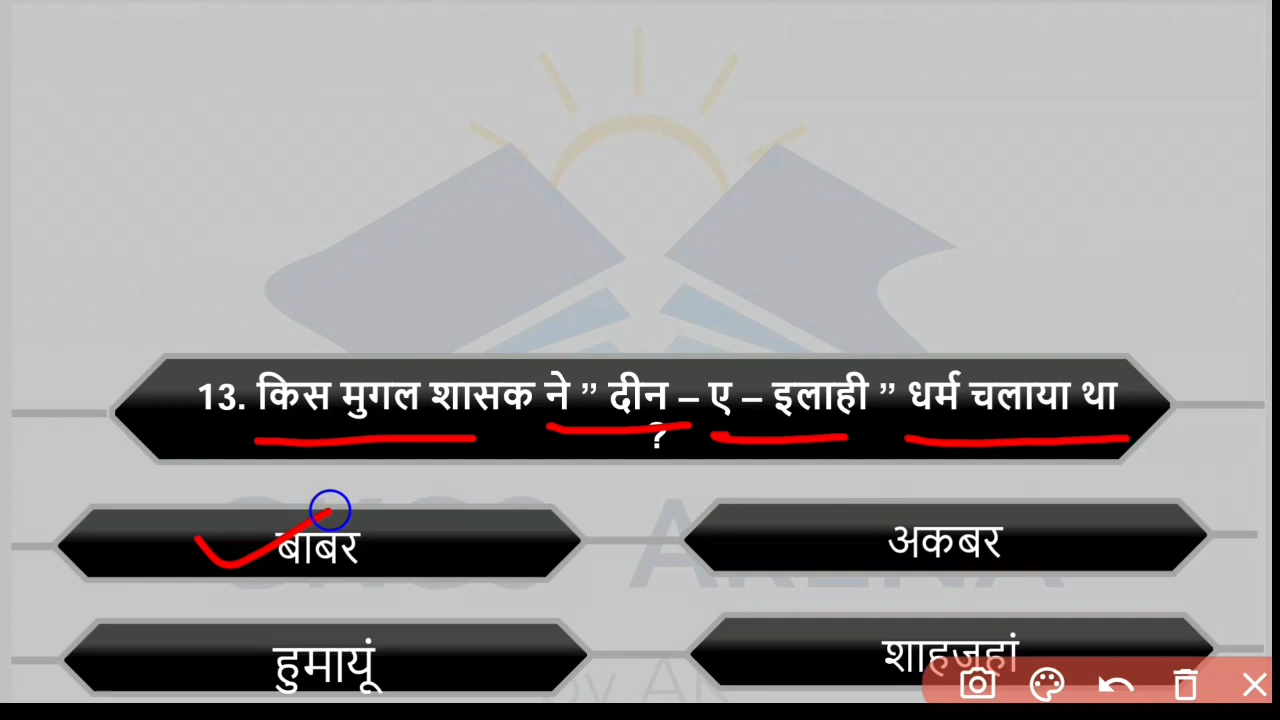 13. किस मुगल शासक ने ” दीन – ए – इलाही ” धर्म चलाया था
?
बाबर
अकबर
हुमायूं
शाहजहां